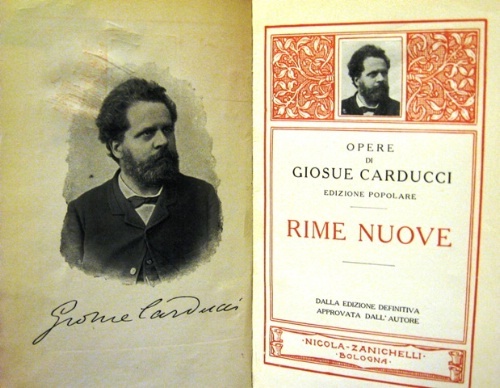 Giosue Carducci
OPERE
DI
GIOSUE CARDUCCI
EDIZIONE POPOLARE
RIME NUOVE
DALLA EDIZIONE DEFINITIVA
APPROVATA DALL'AUTORE
·NICOLA·ZANICHELLI·
·BOLOGNA·